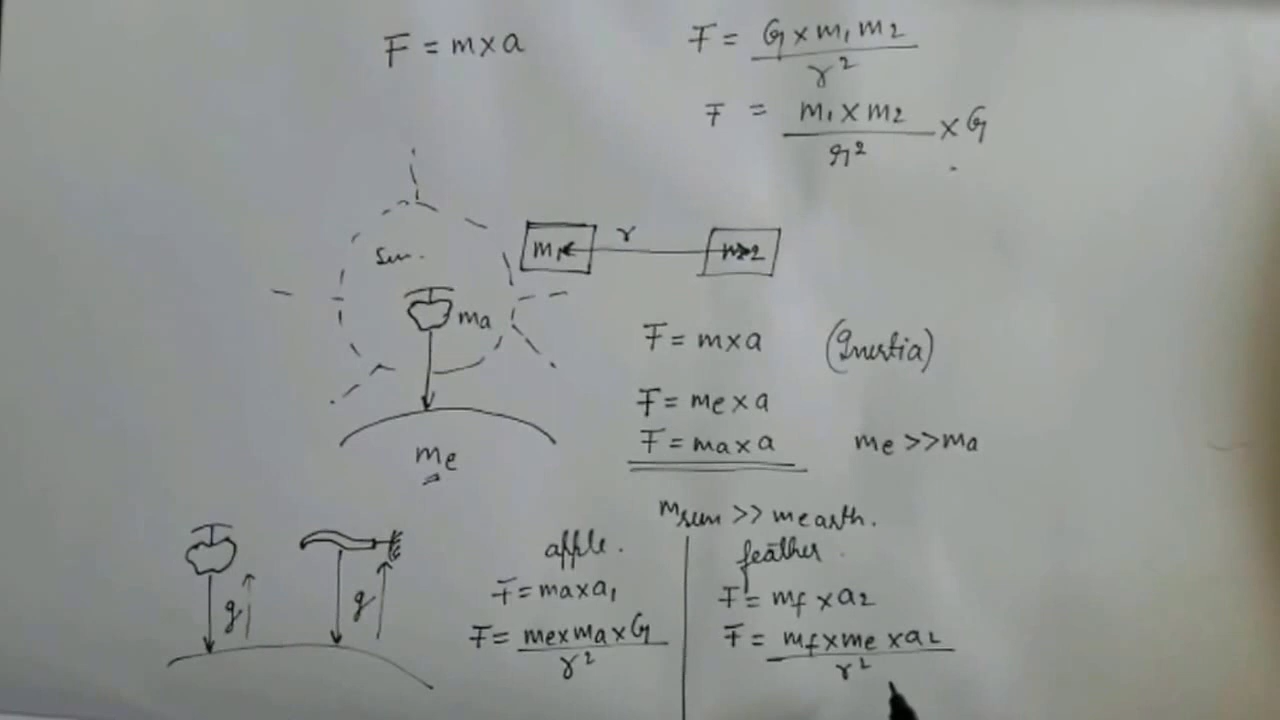 F = m×a
F = G×m₁m₂ / r²
F = m₁×m₂ / r² ×G
Sun.
m₁ r m2
ma
F = m×a (Inertia)
F = me×a
F = ma×a me >> ma
me
msun >> mearth.
apple. feather.
g g
F = ma×a₁ F = mf×a2
F = me×ma×G / r² F = mf×me×a2 / r²